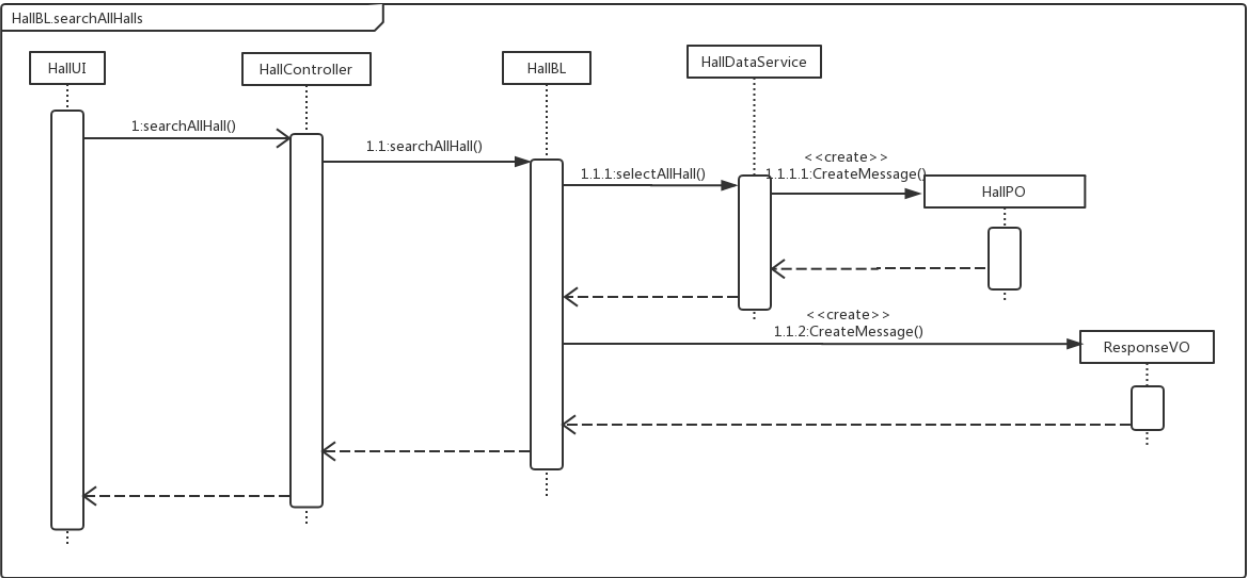 HallBL.searchAllHalls
HallUI
HallController
HallBL
HallDataService
1:searchAllHall()
1.1:searchAllHall()
1.1.1:selectAllHall()
<<create>>
1.1.1.1:CreateMessage()
HallPO
<<create>>
1.1.2:CreateMessage()
ResponseVO